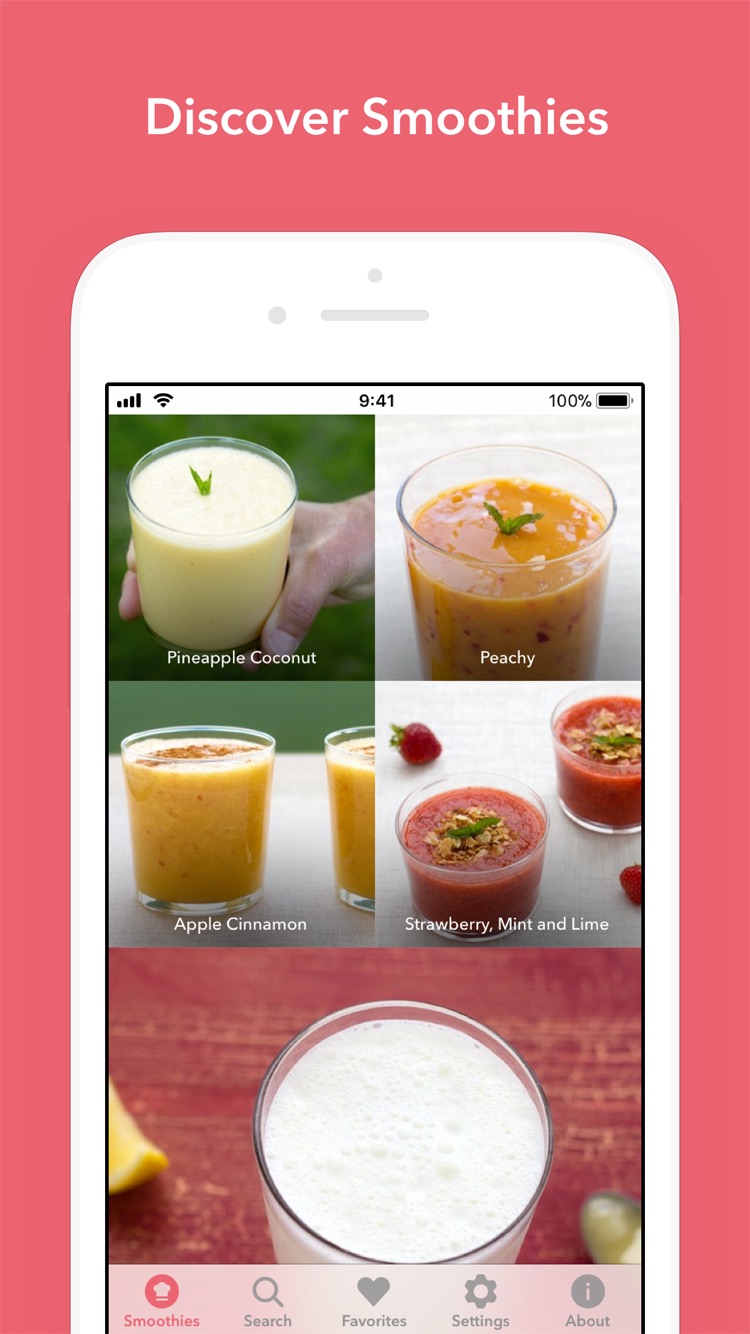 Discover Smoothies
9:41
100%
Pineapple Coconut
Peachy
Apple Cinnamon
Strawberry, Mint and Lime
Smoothies
Search
Favorites
Settings
About